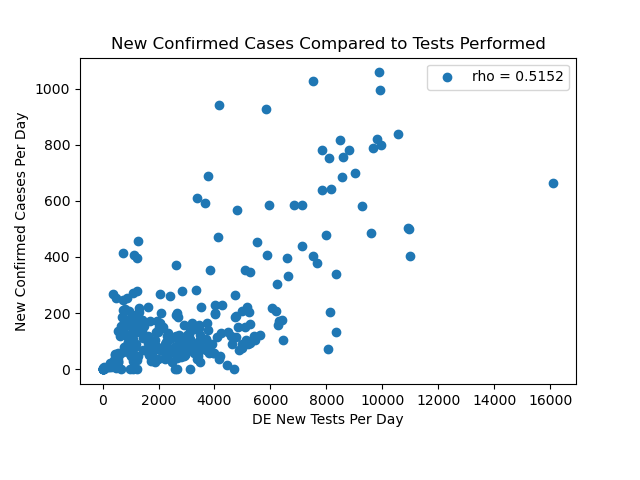 New Confirmed Cases Compared to Tests Performed
rho = 0.5152
1000
800
600
400
200
0
New Confirmed Caeses Per Day
0 2000 4000 6000 8000 10000 12000 14000 16000
DE New Tests Per Day